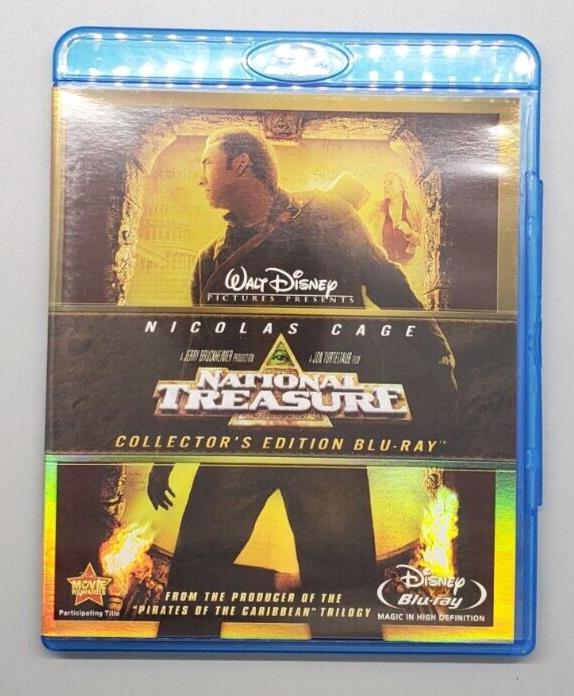 WALT DISNEY
PICTURES PRESENTS
NICOLAS CAGE
A JERRY BRUCKHEIMER PRODUCTION
A JON TURTELTAUB FILM
NATIONAL
TREASURE
COLLECTOR'S EDITION BLU-RAY™
MOVIE
REWARDS
Participating Title
FROM THE PRODUCER OF THE
"PIRATES OF THE CARIBBEAN" TRILOGY
DISNEY
Blu-ray
MAGIC IN HIGH DEFINITION